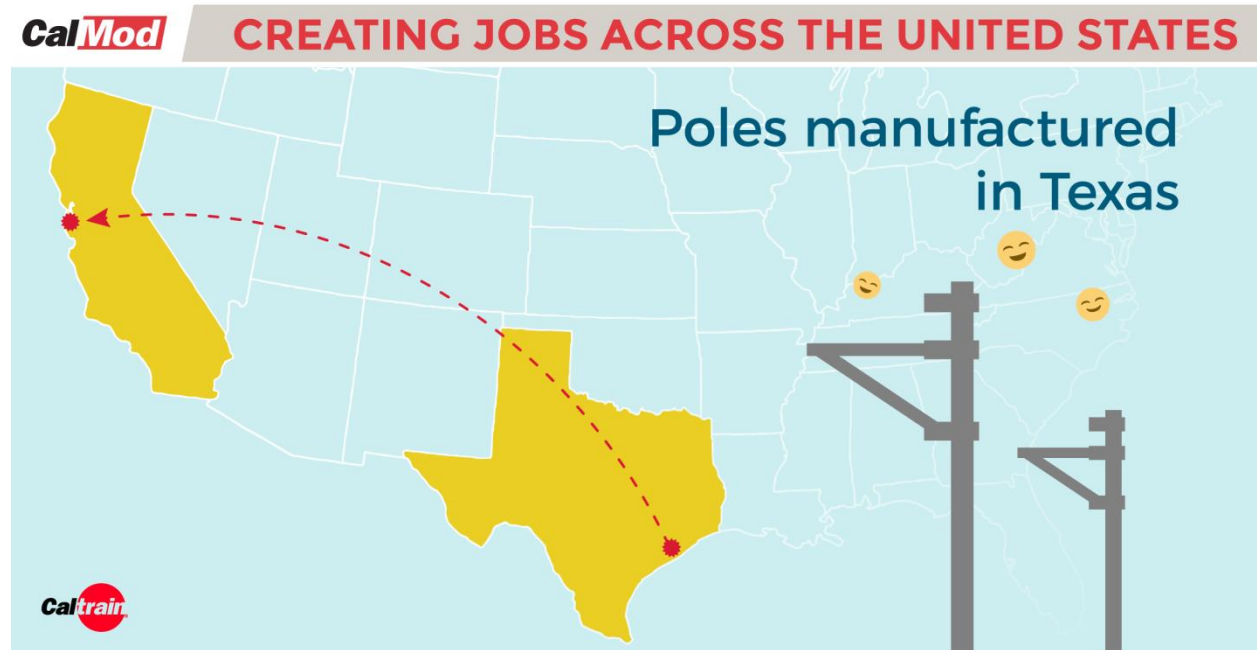 CalMod CREATING JOBS ACROSS THE UNITED STATES
Poles manufactured
in Texas
Caltrain